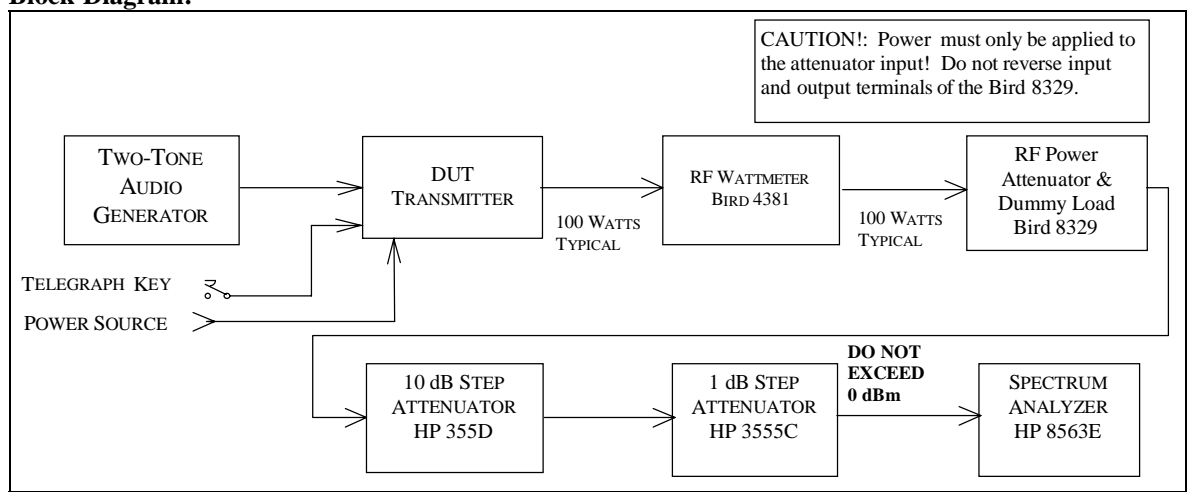 Block Diagram:
CAUTION!: Power must only be applied to
the attenuator input! Do not reverse input
and output terminals of the Bird 8329.
TWO-TONE
AUDIO
GENERATOR
DUT
TRANSMITTER
100 WATTS
TYPICAL
RF WATTMETER
BIRD 4381
100 WATTS
TYPICAL
RF Power
Attenuator &
Dummy Load
Bird 8329
TELEGRAPH KEY
POWER SOURCE
10 dB STEP
ATTENUATOR
HP 355D
1 dB STEP
ATTENUATOR
HP 3555C
DO NOT
EXCEED
0 dBm
SPECTRUM
ANALYZER
HP 8563E